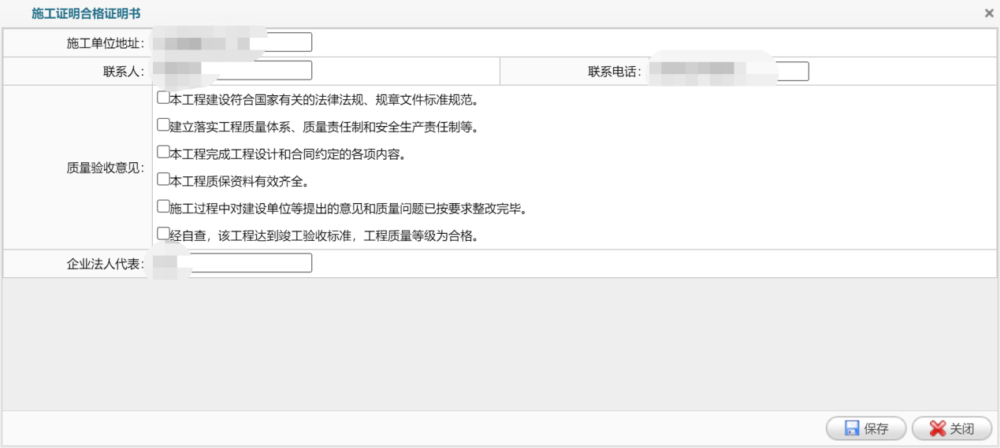 施工证明合格证明书
施工单位地址：
联系人：
联系电话：
质量验收意见：
本工程建设符合国家有关的法律法规、规章文件标准规范。
建立落实工程质量体系、质量责任制和安全生产责任制等。
本工程完成工程设计和合同约定的各项内容。
本工程质保资料有效齐全。
施工过程中对建设单位等提出的意见和质量问题已按要求整改完毕。
经自查，该工程达到竣工验收标准，工程质量等级为合格。
企业法人代表：
保存
关闭